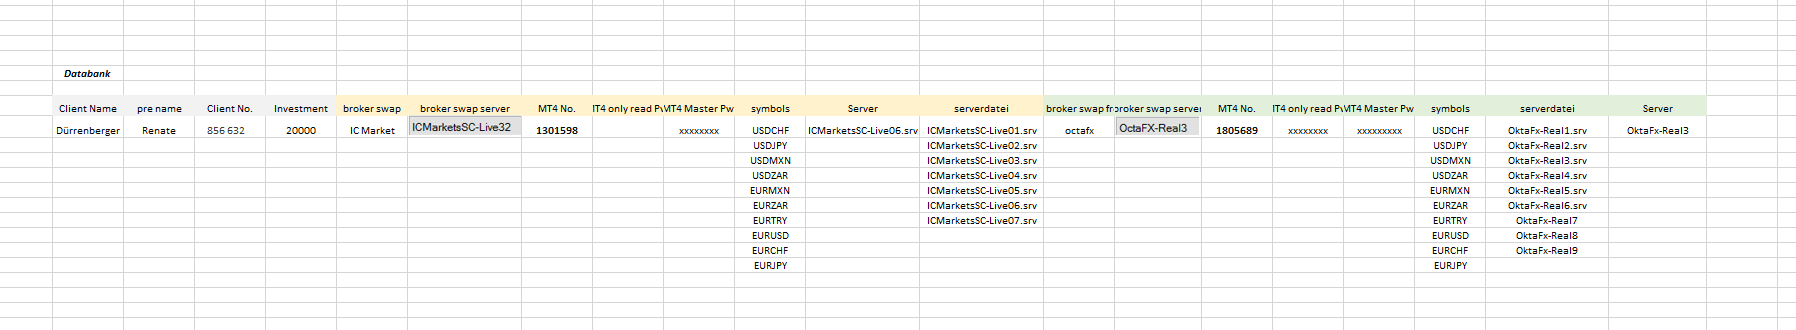 Databank
Client Name pre name Client No. Investment broker swap broker swap server MT4 No. IT4 only read Pw MT4 Master Pw symbols Server serverdatei broker swap fr broker swap server MT4 No. IT4 only read Pw MT4 Master Pw symbols serverdatei Server
Dürrenberger Renate 856 632 20000 IC Market ICMarketsSC-Live32 1301598 xxxxxxxx USDCHF ICMarketsSC-Live06.srv ICMarketsSC-Live01.srv octafx OctaFX-Real3 1805689 xxxxxxxx xxxxxxxxx USDCHF OktaFx-Real1.srv OktaFx-Real3
USDJPY ICMarketsSC-Live02.srv USDJPY OktaFx-Real2.srv
USDMXN ICMarketsSC-Live03.srv USDMXN OktaFx-Real3.srv
USDZAR ICMarketsSC-Live04.srv USDZAR OktaFx-Real4.srv
EURMXN ICMarketsSC-Live05.srv EURMXN OktaFx-Real5.srv
EURZAR ICMarketsSC-Live06.srv EURZAR OktaFx-Real6.srv
EURTRY ICMarketsSC-Live07.srv EURTRY OktaFx-Real7
EURUSD EURUSD OktaFx-Real8
EURCHF EURCHF OktaFx-Real9
EURJPY EURJPY